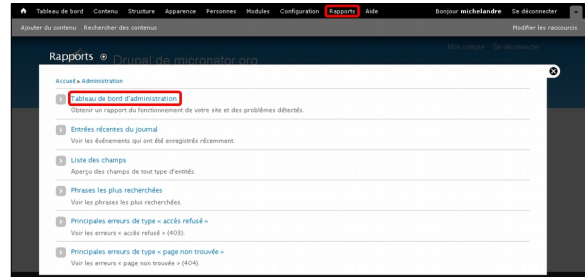 Tableau de bord Contenu Structure Apparence Personnes Modules Configuration Rapports Aide Bonjour michelandre Se déconnecter
Ajouter du contenu Rechercher des contenus Modifier les raccourcis
Mon compte Se déconnecter
Rapports
Drupal de micronator.org
Accueil » Administration
Tableau de bord d'administration
Obtenir un rapport du fonctionnement de votre site et des problèmes détectés.
Entrées récentes du journal
Voir les événements qui ont été enregistrés récemment.
Liste des champs
Aperçu des champs de tout type d'entités.
Phrases les plus recherchées
Voir les phrases les plus recherchées.
Principales erreurs de type « accès refusé »
Voir les erreurs « accès refusé » (403).
Principales erreurs de type « page non trouvée »
Voir les erreurs « page non trouvée » (404).